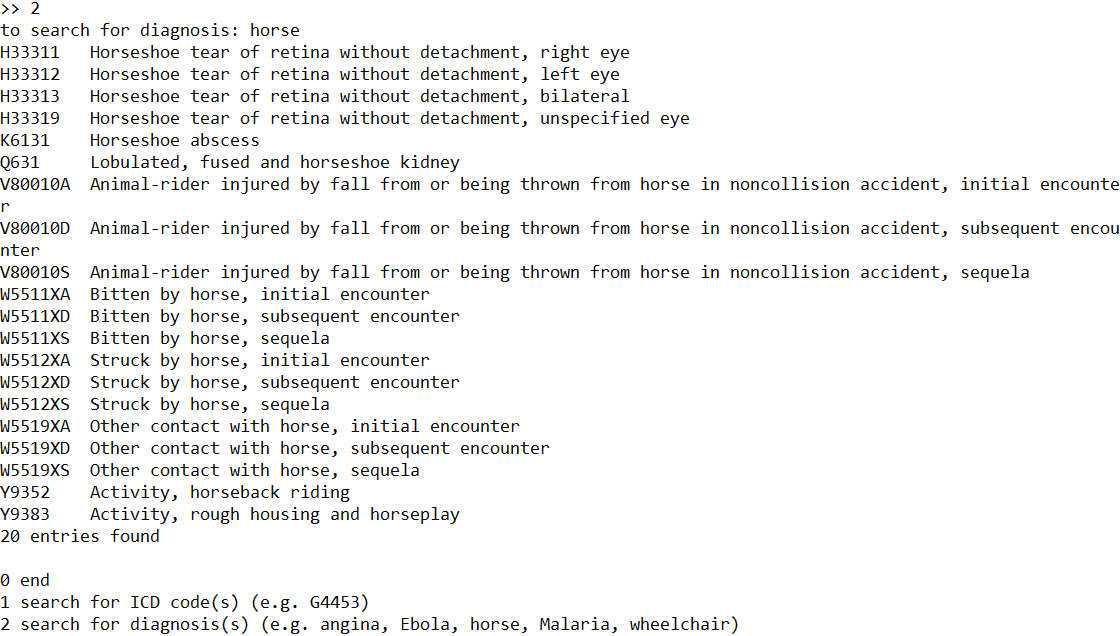 >> 2
to search for diagnosis: horse
H33311   Horseshoe tear of retina without detachment, right eye
H33312   Horseshoe tear of retina without detachment, left eye
H33313   Horseshoe tear of retina without detachment, bilateral
H33319   Horseshoe tear of retina without detachment, unspecified eye
K6131    Horseshoe abscess
Q631     Lobulated, fused and horseshoe kidney
V80010A  Animal-rider injured by fall from or being thrown from horse in noncollision accident, initial encounte
r
V80010D  Animal-rider injured by fall from or being thrown from horse in noncollision accident, subsequent encou
nter
V80010S  Animal-rider injured by fall from or being thrown from horse in noncollision accident, sequela
W5511XA  Bitten by horse, initial encounter
W5511XD  Bitten by horse, subsequent encounter
W5511XS  Bitten by horse, sequela
W5512XA  Struck by horse, initial encounter
W5512XD  Struck by horse, subsequent encounter
W5512XS  Struck by horse, sequela
W5519XA  Other contact with horse, initial encounter
W5519XD  Other contact with horse, subsequent encounter
W5519XS  Other contact with horse, sequela
Y9352    Activity, horseback riding
Y9383    Activity, rough housing and horseplay
20 entries found

0 end
1 search for ICD code(s) (e.g. G4453)
2 search for diagnosis(s) (e.g. angina, Ebola, horse, Malaria, wheelchair)